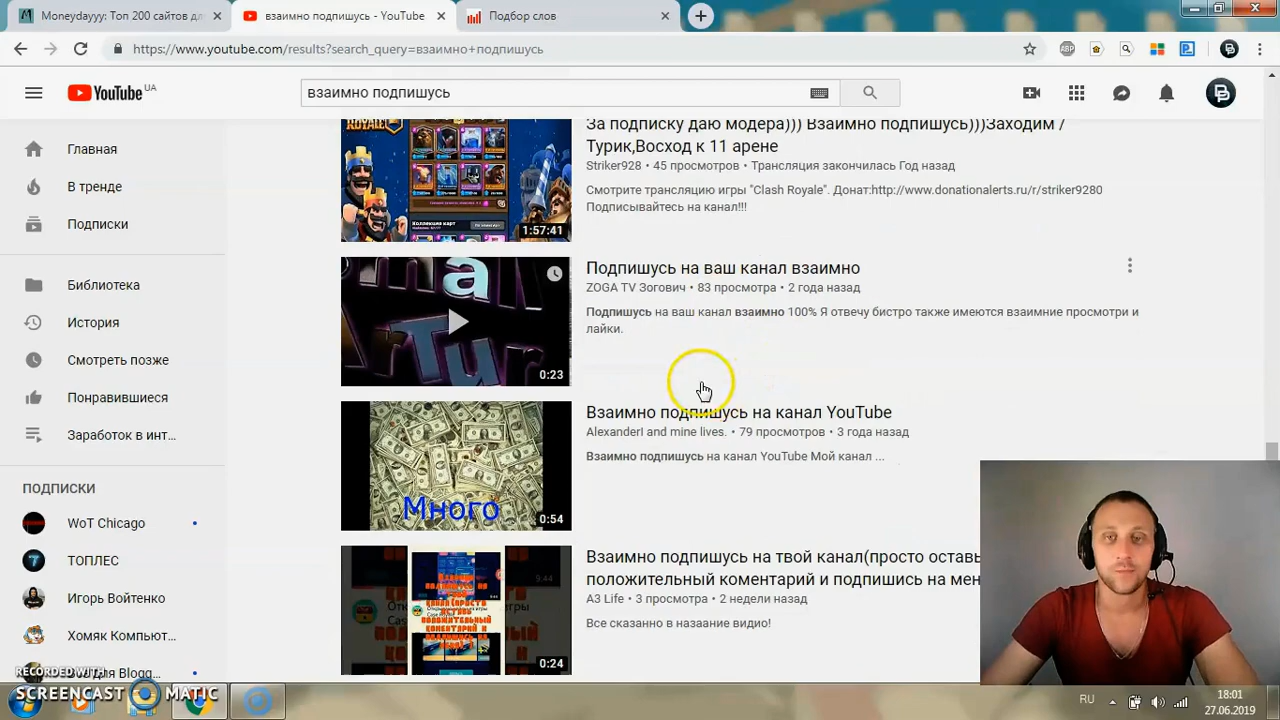 Moneydayyy: Топ 200 сайтов дл
взаимно подпишусь - YouTube
Подбор слов
https://www.youtube.com/results?search_query=взаимно+подпишусь
ABP
YouTube UA
взаимно подпишусь
Главная
В тренде
Подписки
Библиотека
История
Смотреть позже
Понравившиеся
Заработок в инт...
ПОДПИСКИ
WoT Chicago
ТОПЛЕС
Игорь Войтенко
Хомяк Компьют...
ROYALE
1:57:41
За подписку даю модера))) Взаимно подпишусь)))Заходим /
Турик,Восход к 11 арене
Striker928 • 45 просмотров • Трансляция закончилась Год назад
Смотрите трансляцию игры "Clash Royale". Донат:http://www.donationalerts.ru/r/striker9280
Подписывайтесь на канал!!!
0:23
Подпишусь на ваш канал взаимно
ZOGA TV Зогович • 83 просмотра • 2 года назад
Подпишусь на ваш канал взаимно 100% Я отвечу бистро также имеются взаимние просмотри и
лайки.
Много
0:54
Взаимно подпишусь на канал YouTube
AlexanderI and mine lives. • 79 просмотров • 3 года назад
Взаимно подпишусь на канал YouTube Мой канал ...
0:24
Взаимно подпишусь на твой канал(просто оставь
положительный коментарий и подпишись на мен
A3 Life • 3 просмотра • 2 недели назад
Все сказанно в назаание видио!
RECORDED WITH
SCREENCAST MATIC
RU
18:01
27.06.2019